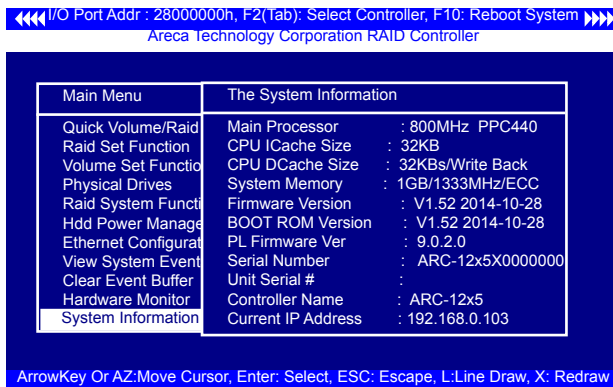 I/O Port Addr : 28000000h, F2(Tab): Select Controller, F10: Reboot System
Areca Technology Corporation RAID Controller
Main Menu
Quick Volume/Raid
Raid Set Function
Volume Set Functio
Physical Drives
Raid System Functi
Hdd Power Manage
Ethernet Configurat
View System Event
Clear Event Buffer
Hardware Monitor
System Information
The System Information
Main Processor : 800MHz PPC440
CPU ICache Size : 32KB
CPU DCache Size : 32KBs/Write Back
System Memory : 1GB/1333MHz/ECC
Firmware Version : V1.52 2014-10-28
BOOT ROM Version : V1.52 2014-10-28
PL Firmware Ver : 9.0.2.0
Serial Number : ARC-12x5X0000000
Unit Serial # :
Controller Name : ARC-12x5
Current IP Address : 192.168.0.103
ArrowKey Or AZ:Move Cursor, Enter: Select, ESC: Escape, L:Line Draw, X: Redraw